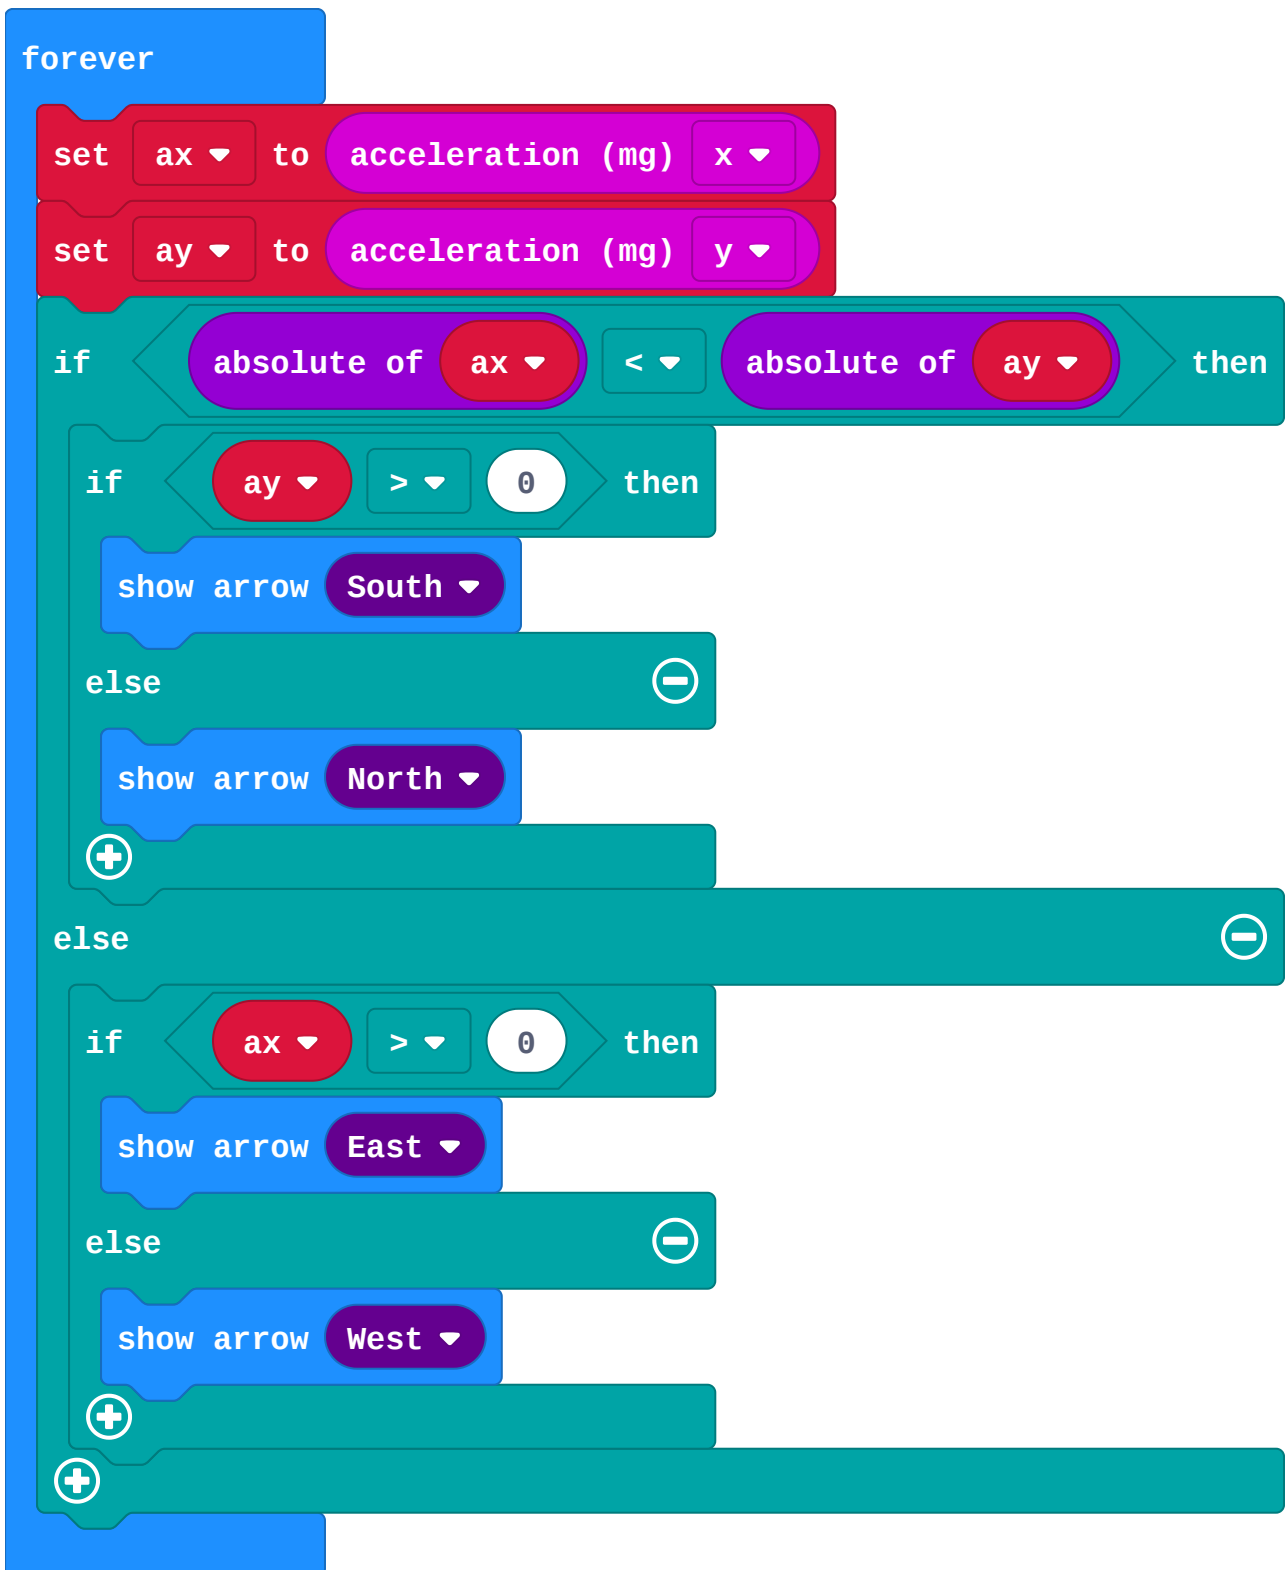 forever
set ax to acceleration (mg) x
set ay to acceleration (mg) y
if absolute of ax < absolute of ay then
if ay > 0 then
show arrow South
else
show arrow North
else
if ax > 0 then
show arrow East
else
show arrow West